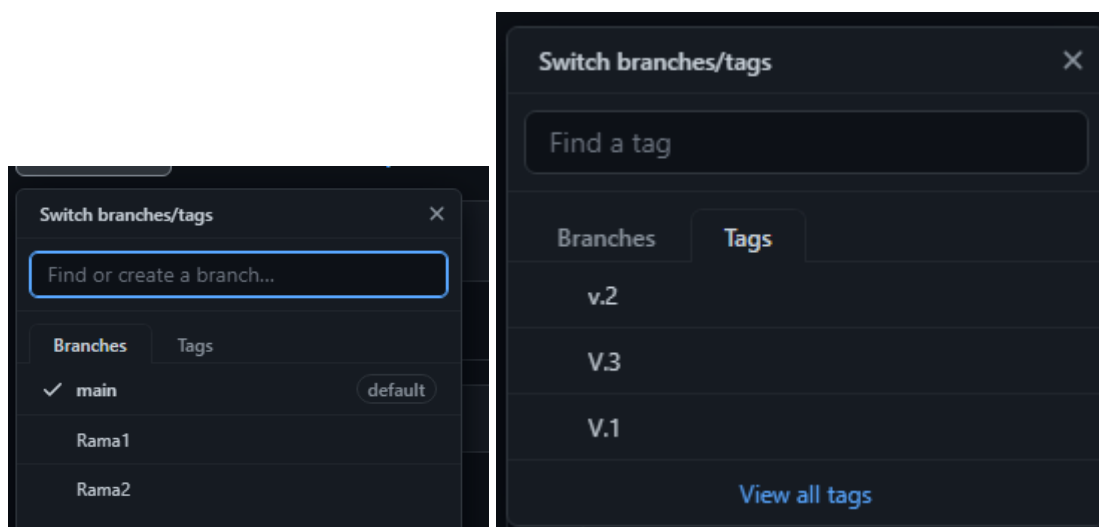 Switch branches/tags
Find or create a branch...
Branches Tags
main default
Rama1
Rama2
Switch branches/tags
Find a tag
Branches Tags
v.2
V.3
V.1
View all tags